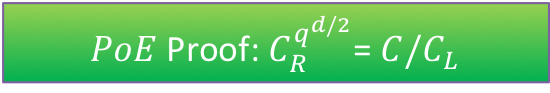 PoE Proof: $C_R^{q^{d/2}} = C/C_L$